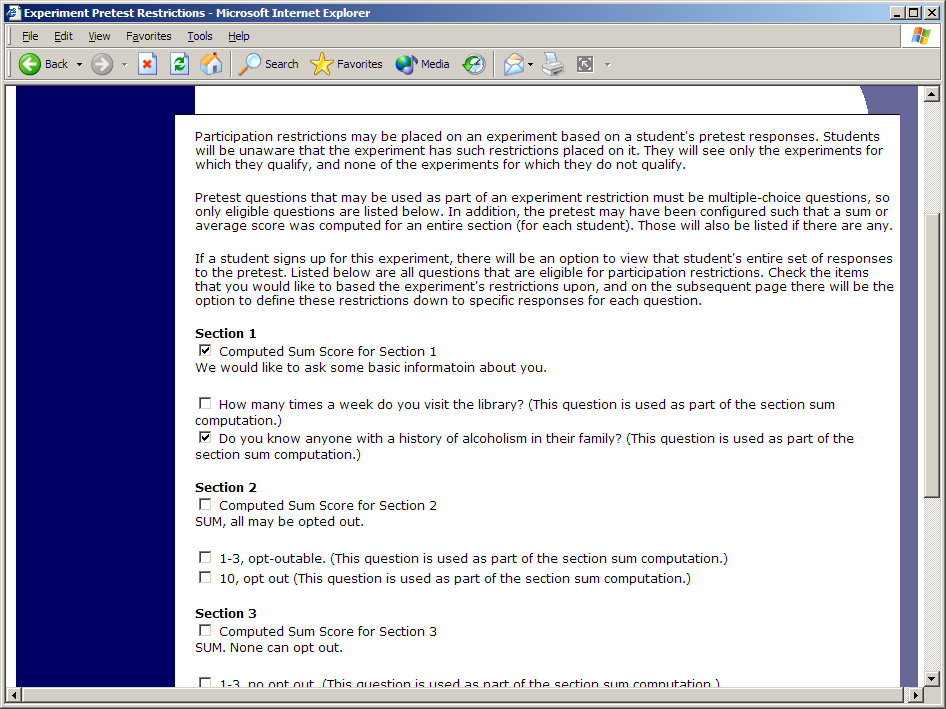 Experiment Pretest Restrictions - Microsoft Internet Explorer
File Edit View Favorites Tools Help
Back Search Favorites Media
Participation restrictions may be placed on an experiment based on a student's pretest responses. Students
will be unaware that the experiment has such restrictions placed on it. They will see only the experiments for
which they qualify, and none of the experiments for which they do not qualify.
Pretest questions that may be used as part of an experiment restriction must be multiple-choice questions, so
only eligible questions are listed below. In addition, the pretest may have been configured such that a sum or
average score was computed for an entire section (for each student). Those will also be listed if there are any.
If a student signs up for this experiment, there will be an option to view that student's entire set of responses
to the pretest. Listed below are all questions that are eligible for participation restrictions. Check the items
that you would like to based the experiment's restrictions upon, and on the subsequent page there will be the
option to define these restrictions down to specific responses for each question.
Section 1
Computed Sum Score for Section 1
We would like to ask some basic informatoin about you.
How many times a week do you visit the library? (This question is used as part of the section sum
computation.)
Do you know anyone with a history of alcoholism in their family? (This question is used as part of the
section sum computation.)
Section 2
Computed Sum Score for Section 2
SUM, all may be opted out.
1-3, opt-outable. (This question is used as part of the section sum computation.)
10, opt out (This question is used as part of the section sum computation.)
Section 3
Computed Sum Score for Section 3
SUM. None can opt out.
1-3, no opt out. (This question is used as part of the section sum computation.)